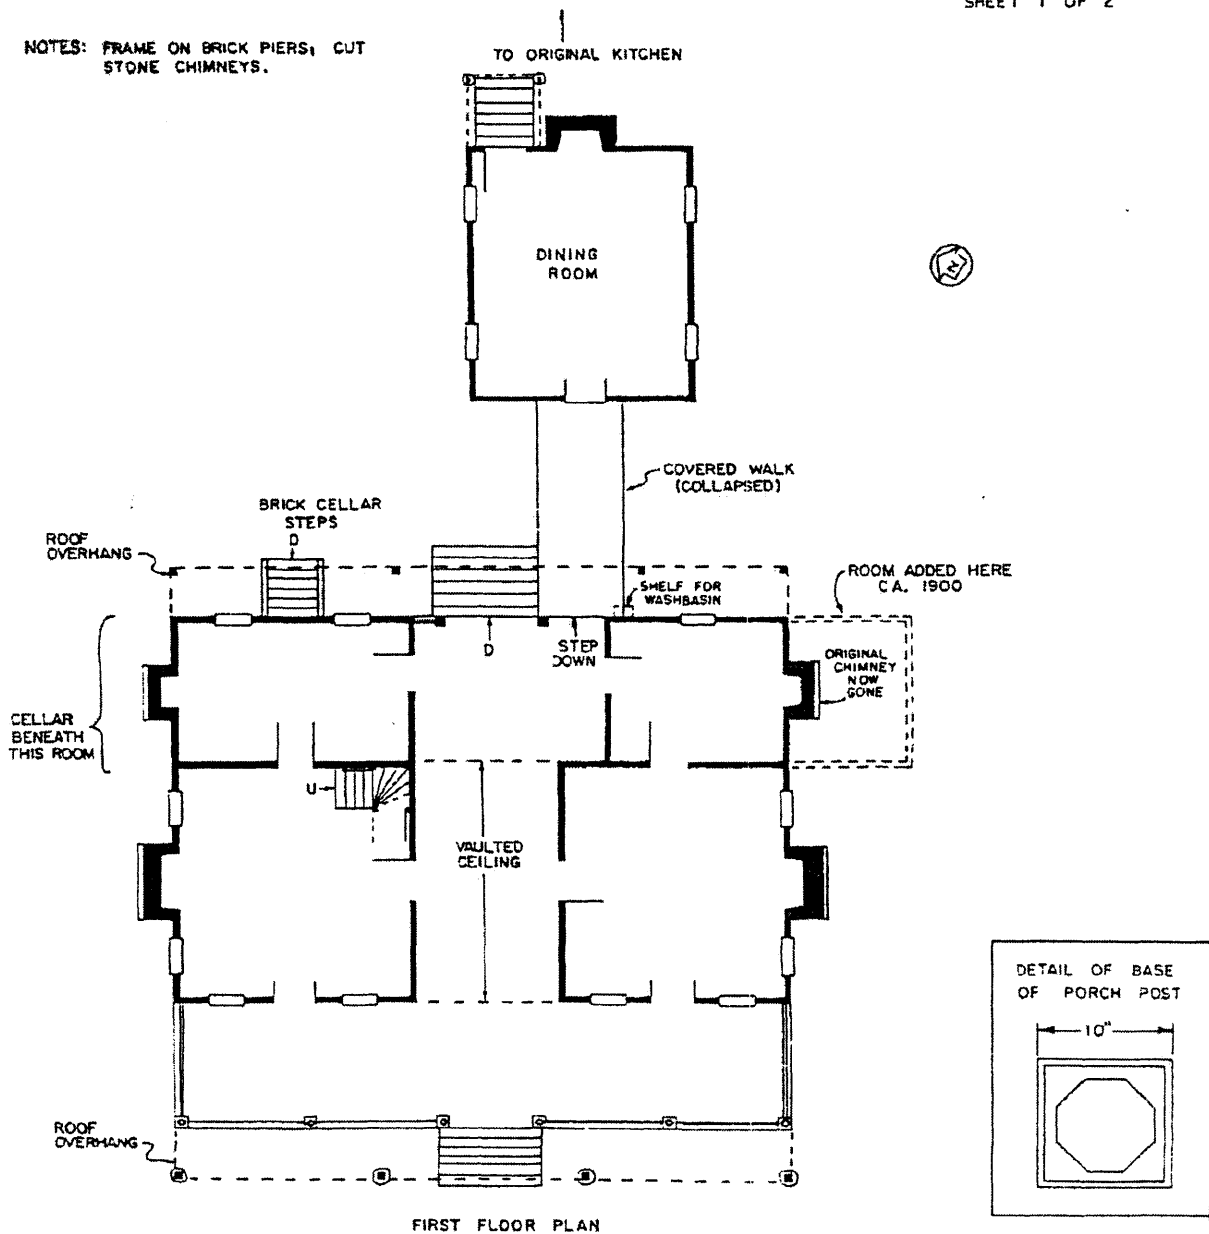 SHEET 1 OF 2
NOTES: FRAME ON BRICK PIERS; CUT
STONE CHIMNEYS.
TO ORIGINAL KITCHEN
DINING
ROOM
N
COVERED WALK
(COLLAPSED)
BRICK CELLAR
STEPS
D
ROOF
OVERHANG
ROOM ADDED HERE
CA. 1900
SHELF FOR
WASHBASIN
D
STEP
DOWN
ORIGINAL
CHIMNEY
NOW
GONE
CELLAR
BENEATH
THIS ROOM
U
VAULTED
CEILING
DETAIL OF BASE
OF PORCH POST
10"
ROOF
OVERHANG
FIRST FLOOR PLAN